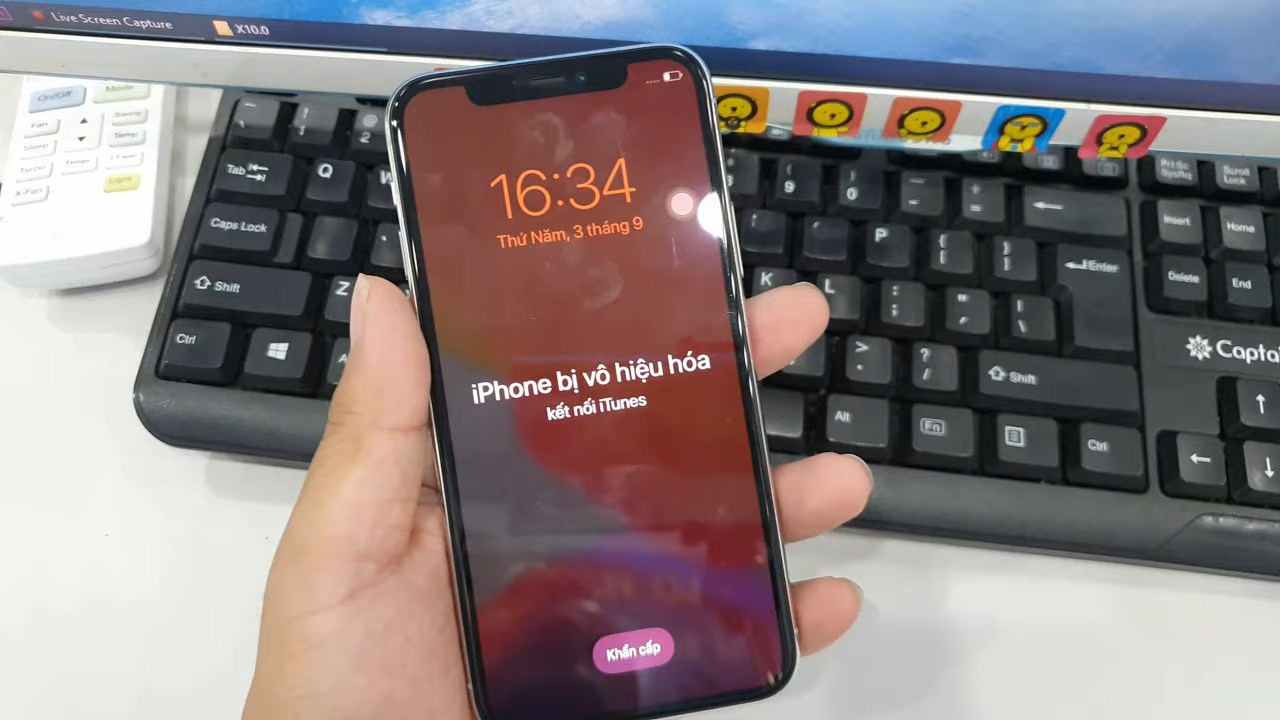 Live Screen Capture
X10.0
On/Off
Mode
Fan
Swing
Sleep
Temp
Turbo
Timer
X-Fan
Light
16:34
Thứ Năm, 3 tháng 9
iPhone bị vô hiệu hóa
kết nối iTunes
Khẩn cấp
@
2
9
0
Prt Sc
SysRq
Scroll
Lock
Tab
Q
W
P
{
[
}
]
Insert
Home
Caps Lock
K
L
:
;
"
Enter
Delete
End
Shift
Z
>
.
?
/
Shift
Captai
Ctrl
Alt
Fn
Ctrl